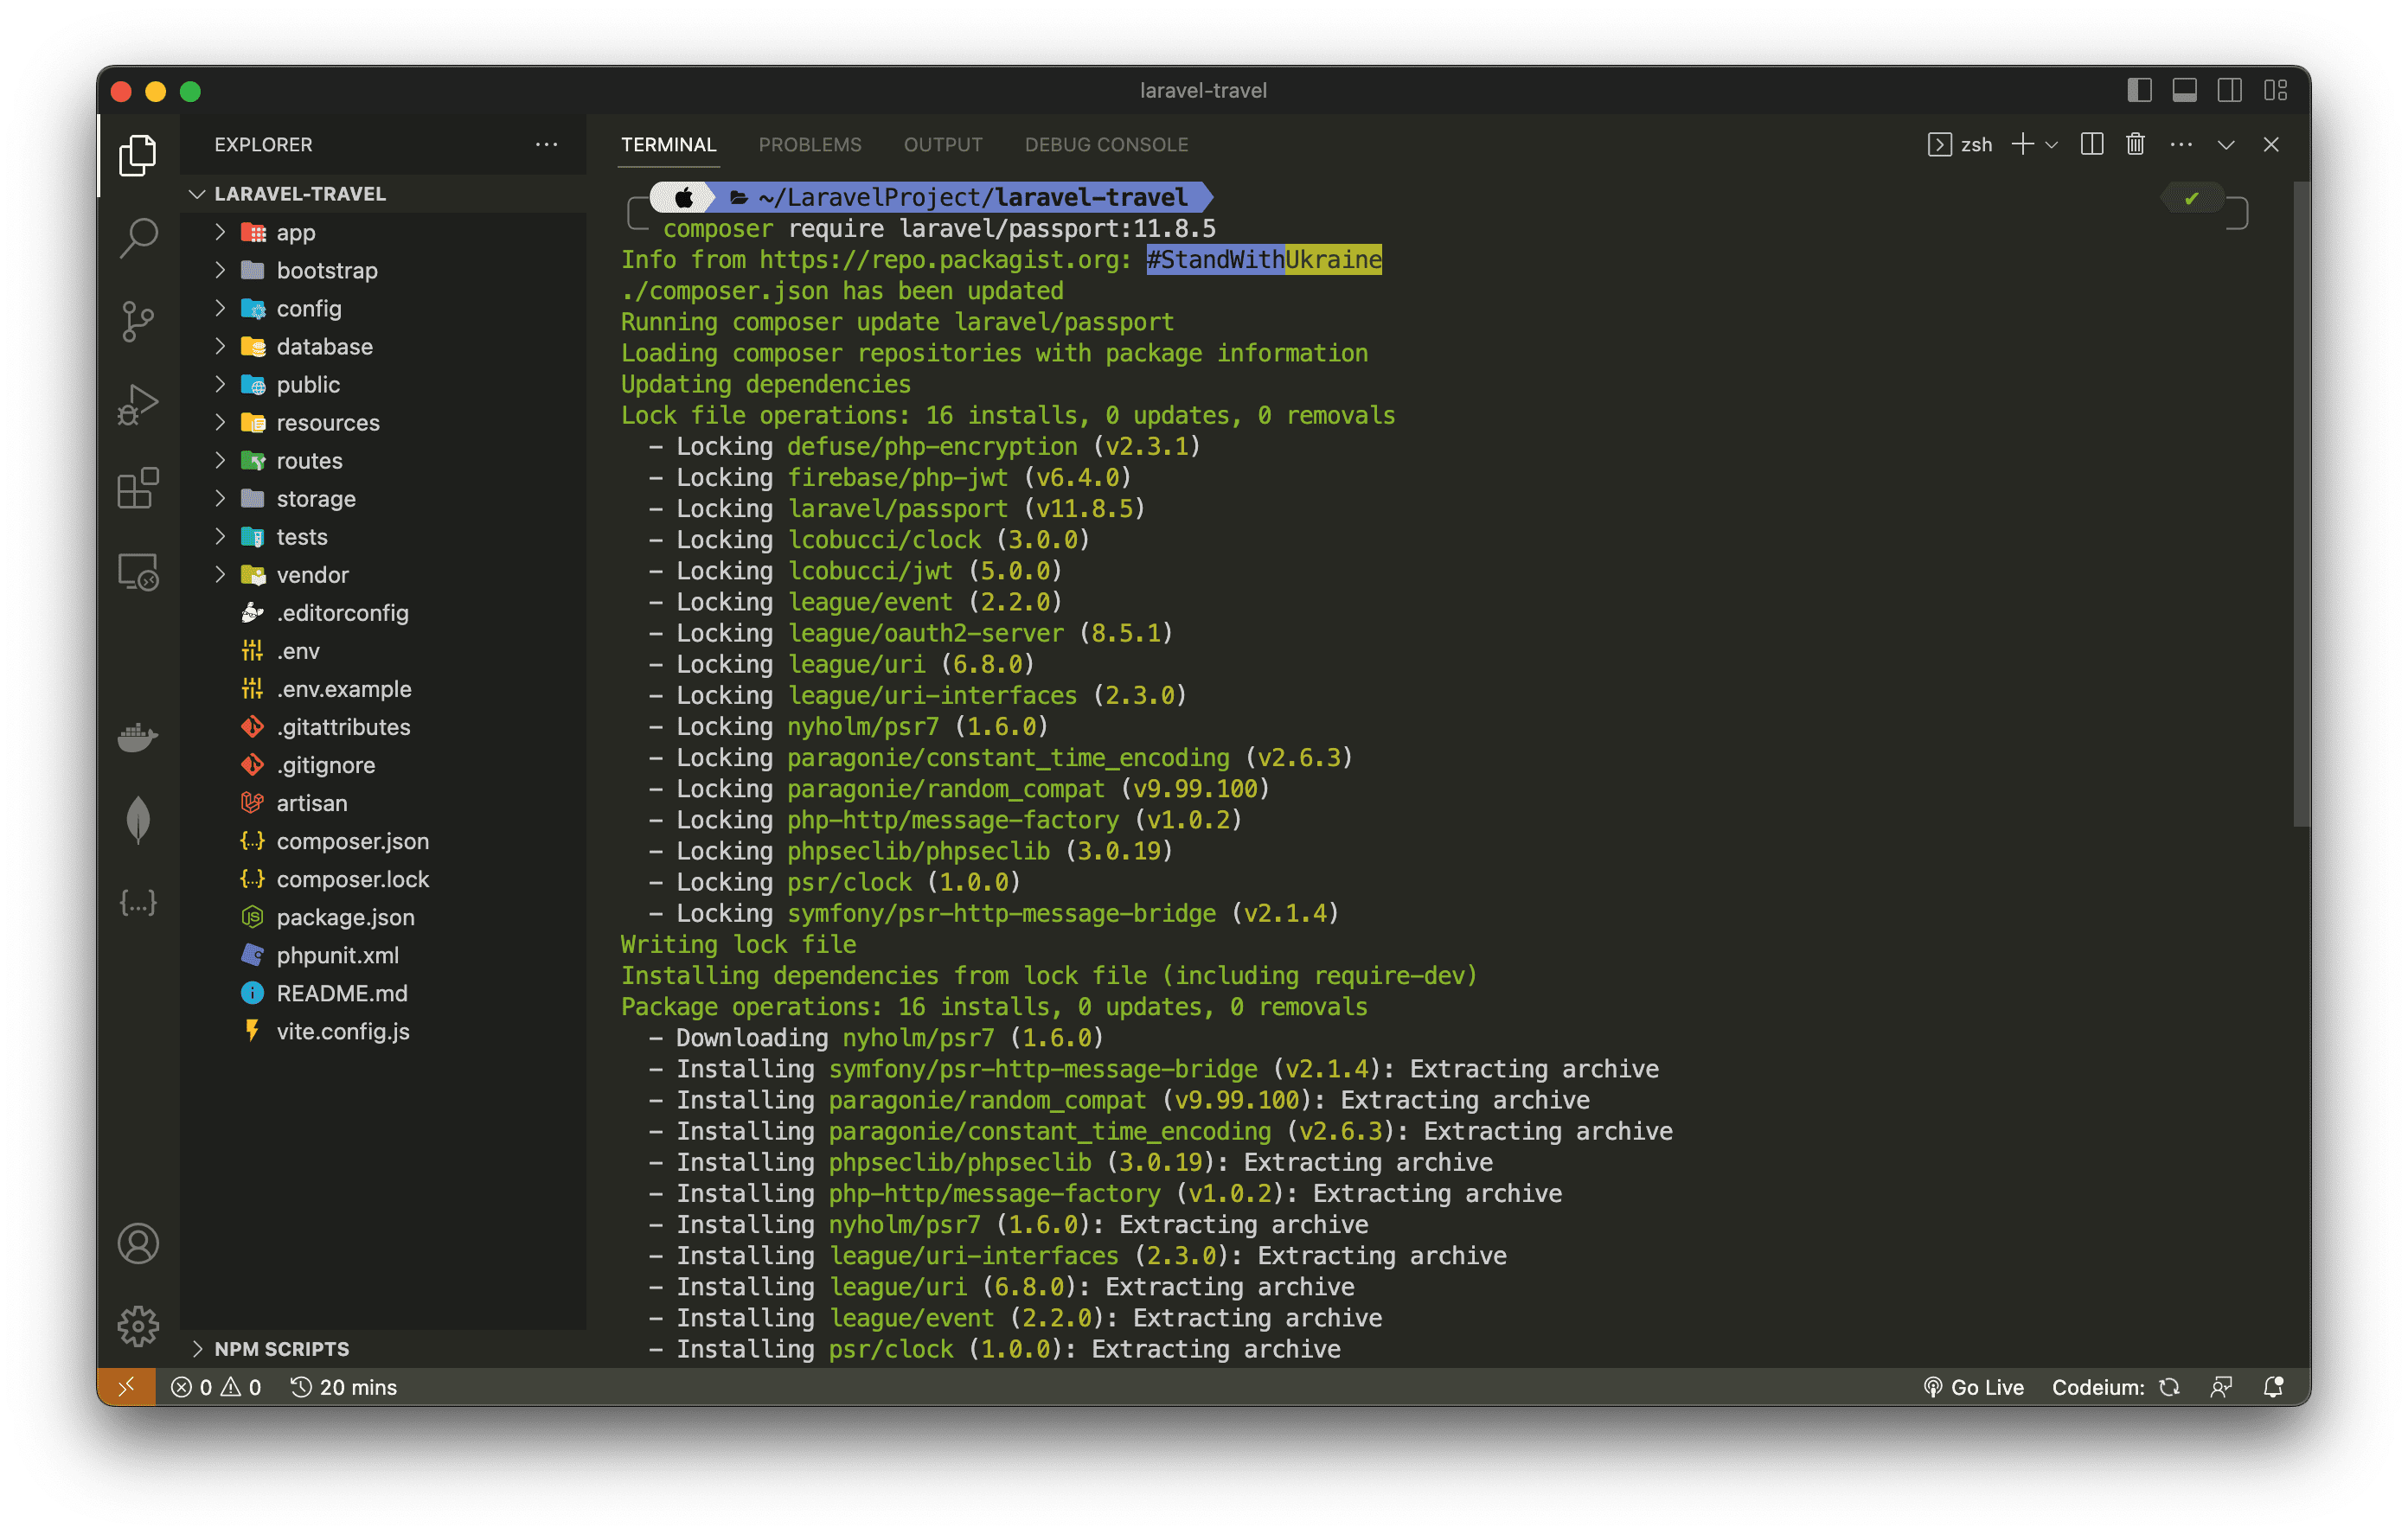 laravel-travel
EXPLORER
LARAVEL-TRAVEL
app
bootstrap
config
database
public
resources
routes
storage
tests
vendor
.editorconfig
.env
.env.example
.gitattributes
.gitignore
artisan
composer.json
composer.lock
package.json
phpunit.xml
README.md
vite.config.js
NPM SCRIPTS
TERMINAL PROBLEMS OUTPUT DEBUG CONSOLE zsh
~/LaravelProject/laravel-travel
composer require laravel/passport:11.8.5
Info from https://repo.packagist.org: #StandWithUkraine
./composer.json has been updated
Running composer update laravel/passport
Loading composer repositories with package information
Updating dependencies
Lock file operations: 16 installs, 0 updates, 0 removals
- Locking defuse/php-encryption (v2.3.1)
- Locking firebase/php-jwt (v6.4.0)
- Locking laravel/passport (v11.8.5)
- Locking lcobucci/clock (3.0.0)
- Locking lcobucci/jwt (5.0.0)
- Locking league/event (2.2.0)
- Locking league/oauth2-server (8.5.1)
- Locking league/uri (6.8.0)
- Locking league/uri-interfaces (2.3.0)
- Locking nyholm/psr7 (1.6.0)
- Locking paragonie/constant_time_encoding (v2.6.3)
- Locking paragonie/random_compat (v9.99.100)
- Locking php-http/message-factory (v1.0.2)
- Locking phpseclib/phpseclib (3.0.19)
- Locking psr/clock (1.0.0)
- Locking symfony/psr-http-message-bridge (v2.1.4)
Writing lock file
Installing dependencies from lock file (including require-dev)
Package operations: 16 installs, 0 updates, 0 removals
- Downloading nyholm/psr7 (1.6.0)
- Installing symfony/psr-http-message-bridge (v2.1.4): Extracting archive
- Installing paragonie/random_compat (v9.99.100): Extracting archive
- Installing paragonie/constant_time_encoding (v2.6.3): Extracting archive
- Installing phpseclib/phpseclib (3.0.19): Extracting archive
- Installing php-http/message-factory (v1.0.2): Extracting archive
- Installing nyholm/psr7 (1.6.0): Extracting archive
- Installing league/uri-interfaces (2.3.0): Extracting archive
- Installing league/uri (6.8.0): Extracting archive
- Installing league/event (2.2.0): Extracting archive
- Installing psr/clock (1.0.0): Extracting archive
0 0 20 mins Go Live Codeium: